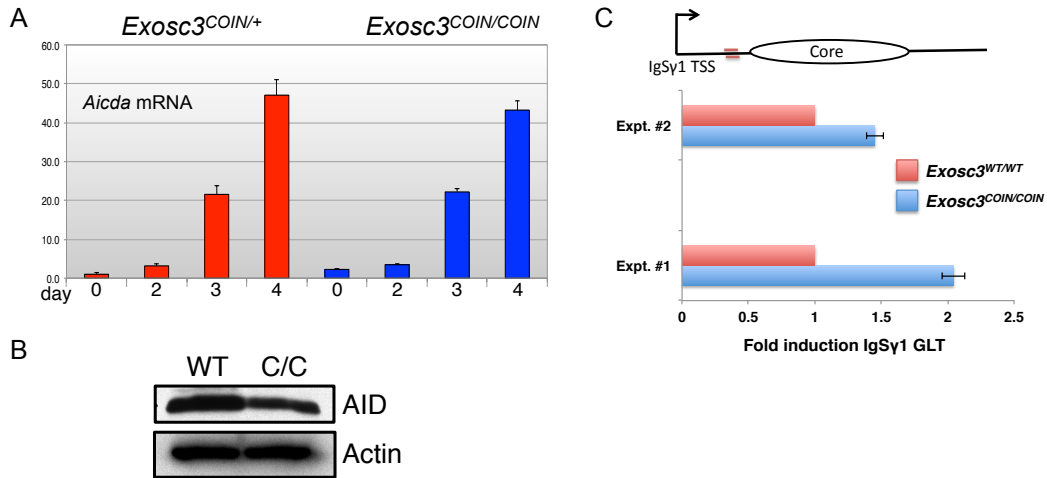 A
Exosc3COIN/+
Exosc3COIN/COIN
60.0
50.0
40.0
30.0
20.0
10.0
0.0
Aicda mRNA
day 0 2 3 4 0 2 3 4
B
WT C/C
AID
Actin
C
IgSγ1 TSS
Core
Expt. #2
Expt. #1
Exosc3WT/WT
Exosc3COIN/COIN
0 0.5 1 1.5 2 2.5
Fold induction IgSγ1 GLT